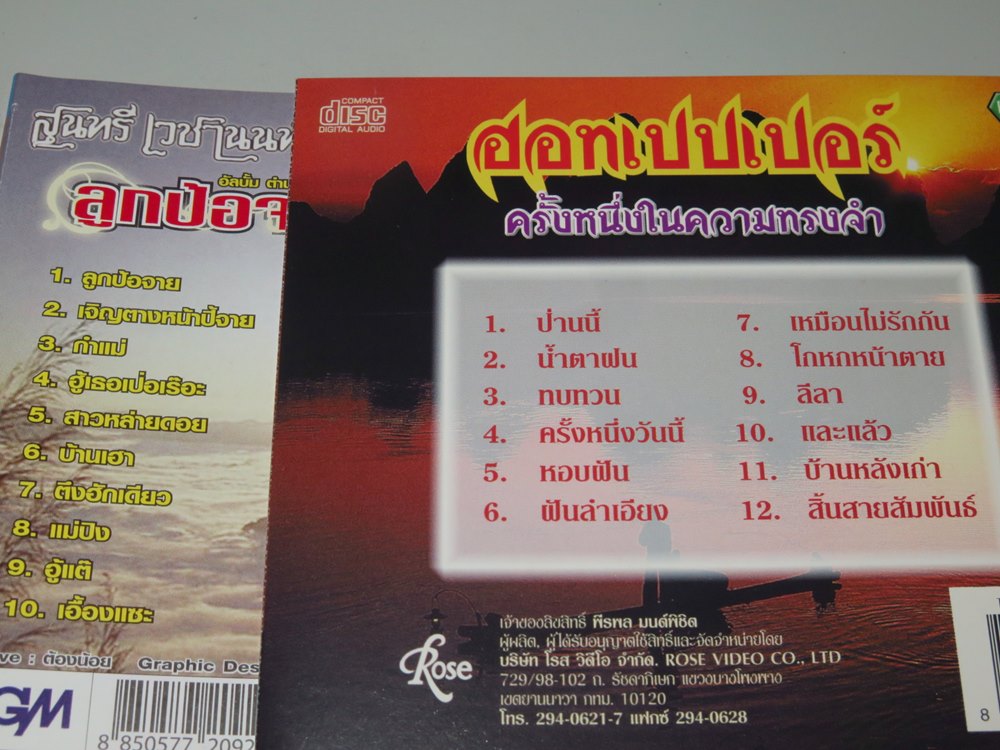 สุนทรี เวชานนท์
อัลบั้ม
ลูกป้อจ
1. ลูกป้อจาย
2. เจิญตางหน้าปี้จาย
3. กำแม่
4. อู้เธอเปอเร๊อะ
5. สาวหล่ายดอย
6. บ้านเฮา
7. ตึงฮักเดียว
8. แม่ปิง
9. อู้แต๊
10. เอื้องแซะ
ve : ต้องน้อย Graphic Des
GM
8 850577 2092
COMPACT
disc
DIGITAL AUDIO
ฮอทเปปเปอร์
ครั้งหนึ่งในความทรงจำ
1. ป่านนี้
2. น้ำตาฝน
3. ทบทวน
4. ครั้งหนึ่งวันนี้
5. หอบฝัน
6. ฝันลำเอียง
7. เหมือนไม่รักกัน
8. โกหกหน้าตาย
9. ลีลา
10. และแล้ว
11. บ้านหลังเก่า
12. สิ้นสายสัมพันธ์
Rose
เจ้าของลิขสิทธิ์ พีรพล มนต์พิชิต
ผู้ผลิต, ผู้ได้รับอนุญาตใช้สิทธิ์และจัดจำหน่ายโดย
บริษัท โรส วิดีโอ จำกัด. ROSE VIDEO CO., LTD
729/98-102 ถ. รัชดาภิเษก แขวงบางโพงพาง
เขตยานนาวา กทม. 10120
โทร. 294-0621-7 แฟกซ์ 294-0628
8